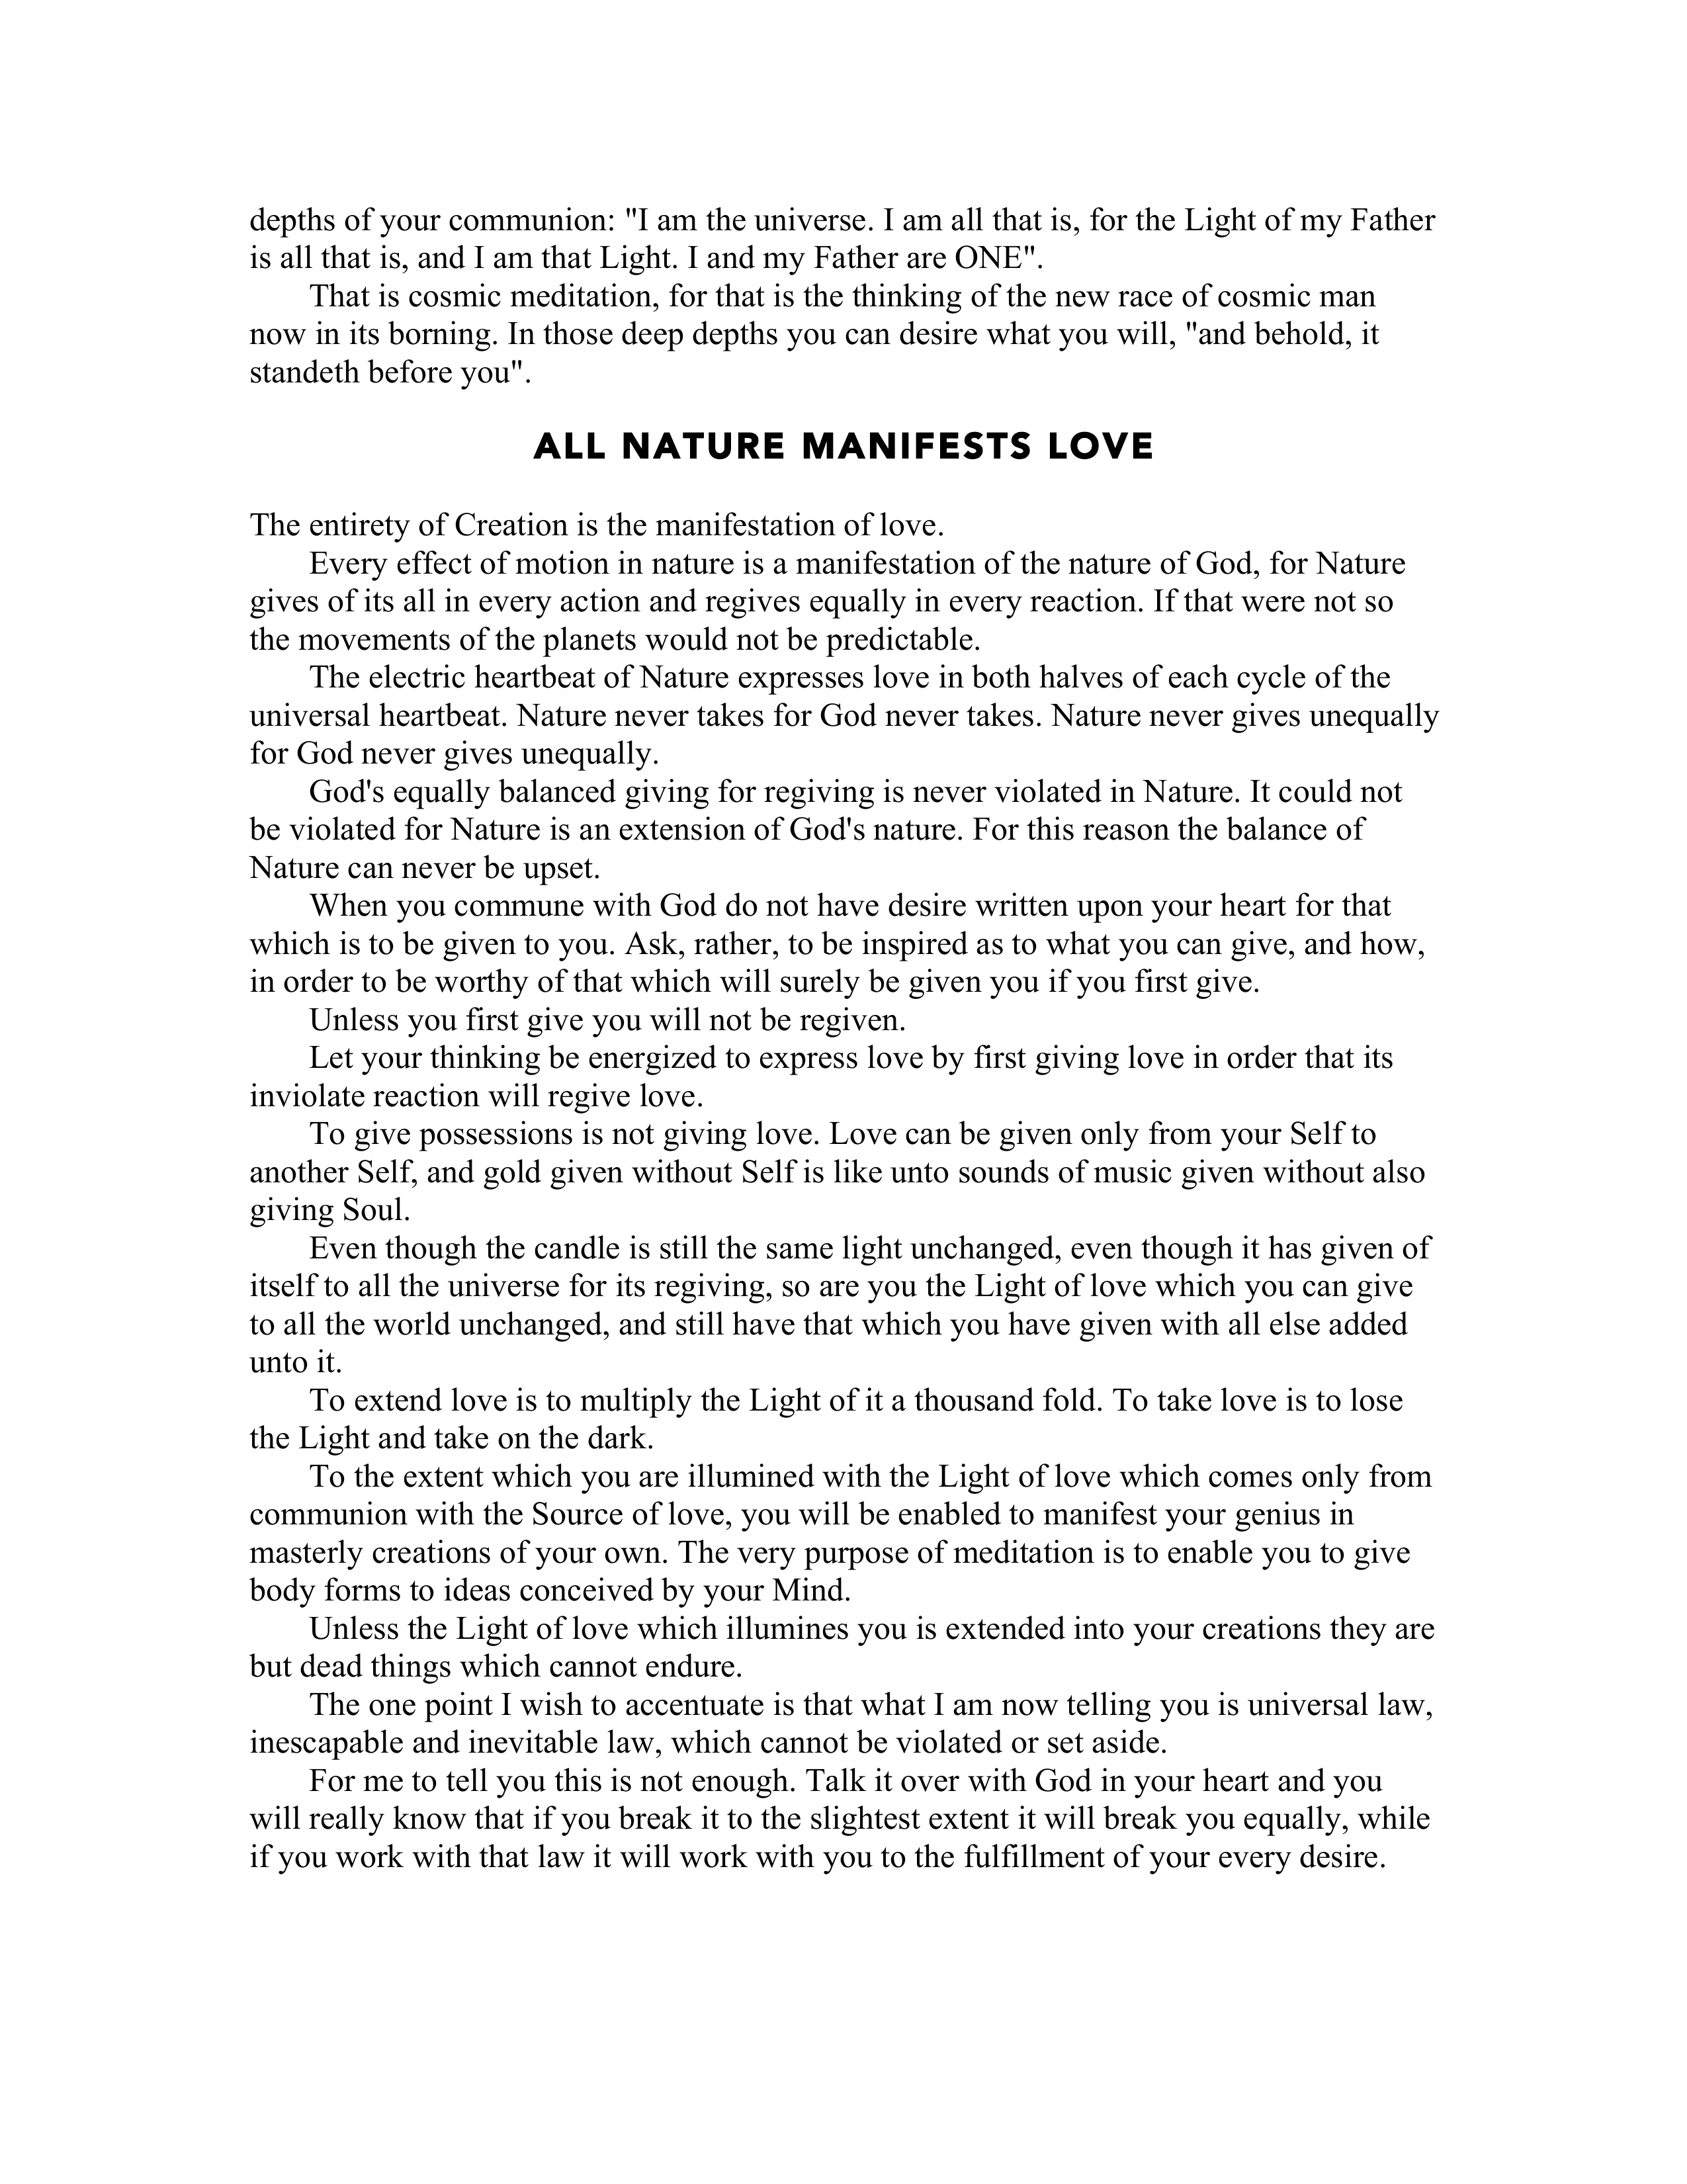 depths of your communion: "I am the universe. I am all that is, for the Light of my Father
is all that is, and I am that Light. I and my Father are ONE".
That is cosmic meditation, for that is the thinking of the new race of cosmic man
now in its borning. In those deep depths you can desire what you will, "and behold, it
standeth before you".
ALL NATURE MANIFESTS LOVE
The entirety of Creation is the manifestation of love.
Every effect of motion in nature is a manifestation of the nature of God, for Nature
gives of its all in every action and regives equally in every reaction. If that were not so
the movements of the planets would not be predictable.
The electric heartbeat of Nature expresses love in both halves of each cycle of the
universal heartbeat. Nature never takes for God never takes. Nature never gives unequally
for God never gives unequally.
God's equally balanced giving for regiving is never violated in Nature. It could not
be violated for Nature is an extension of God's nature. For this reason the balance of
Nature can never be upset.
When you commune with God do not have desire written upon your heart for that
which is to be given to you. Ask, rather, to be inspired as to what you can give, and how,
in order to be worthy of that which will surely be given you if you first give.
Unless you first give you will not be regiven.
Let your thinking be energized to express love by first giving love in order that its
inviolate reaction will regive love.
To give possessions is not giving love. Love can be given only from your Self to
another Self, and gold given without Self is like unto sounds of music given without also
giving Soul.
Even though the candle is still the same light unchanged, even though it has given of
itself to all the universe for its regiving, so are you the Light of love which you can give
to all the world unchanged, and still have that which you have given with all else added
unto it.
To extend love is to multiply the Light of it a thousand fold. To take love is to lose
the Light and take on the dark.
To the extent which you are illumined with the Light of love which comes only from
communion with the Source of love, you will be enabled to manifest your genius in
masterly creations of your own. The very purpose of meditation is to enable you to give
body forms to ideas conceived by your Mind.
Unless the Light of love which illumines you is extended into your creations they are
but dead things which cannot endure.
The one point I wish to accentuate is that what I am now telling you is universal law,
inescapable and inevitable law, which cannot be violated or set aside.
For me to tell you this is not enough. Talk it over with God in your heart and you
will really know that if you break it to the slightest extent it will break you equally, while
if you work with that law it will work with you to the fulfillment of your every desire.